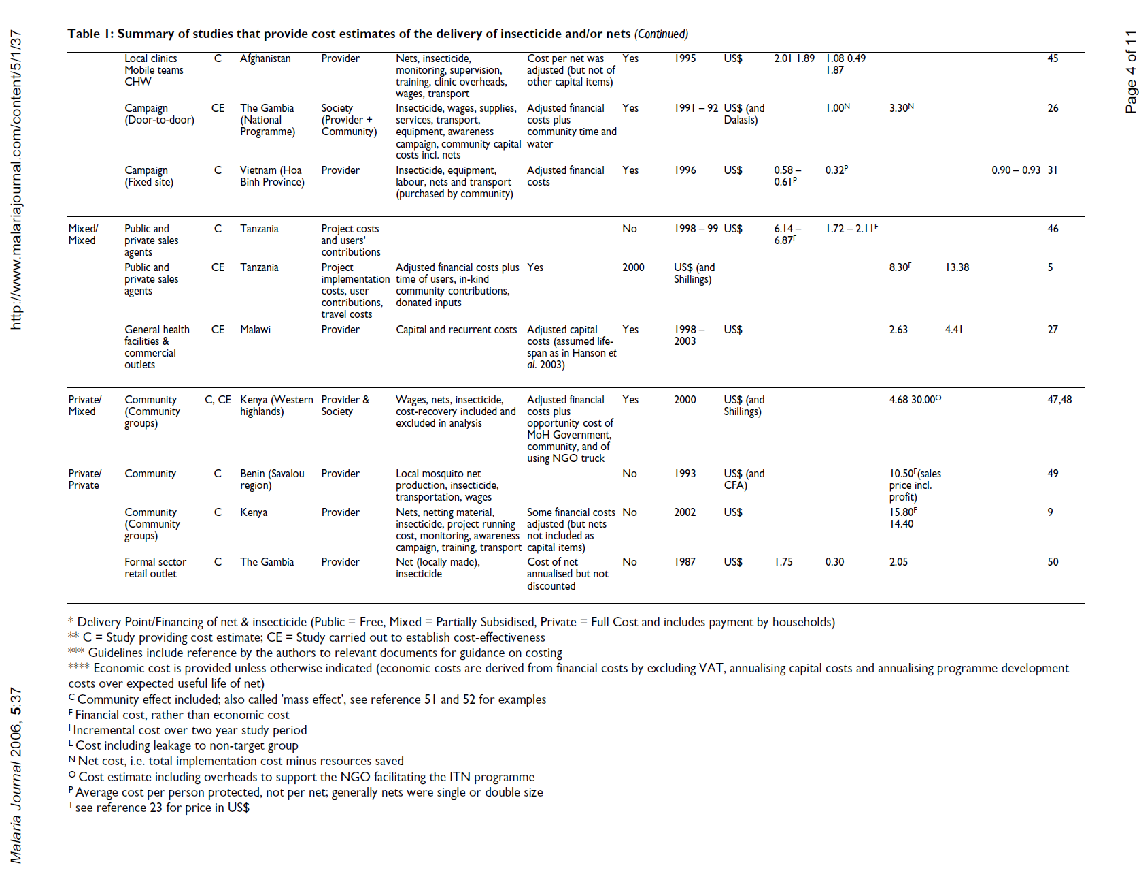 http://www.malariajournal.com/content/5/1/37
Page 4 of 11
Table 1: Summary of studies that provide cost estimates of the delivery of insecticide and/or nets (Continued)
Local clinics C Afghanistan Provider Nets, insecticide, Cost per net was Yes 1995 US$ 2.01 1.89 1.08 0.49 45
Mobile teams monitoring, supervision, adjusted (but not of 1.87
CHW training, clinic overheads, other capital items)
wages, transport
Campaign CE The Gambia Society Insecticide, wages, supplies, Adjusted financial Yes 1991 – 92 US$ (and 1.00N 3.30N 26
(Door-to-door) (National (Provider + services, transport, costs plus Dalasis)
Programme) Community) equipment, awareness community time and
campaign, community capital water
costs incl. nets
Campaign C Vietnam (Hoa Provider Insecticide, equipment, Adjusted financial Yes 1996 US$ 0.58 – 0.32P 0.90 – 0.93 31
(Fixed site) Binh Province) labour, nets and transport costs 0.61P
(purchased by community)
Mixed/ Public and C Tanzania Project costs No 1998 – 99 US$ 6.14 – 1.72 – 2.11F 46
Mixed private sales and users' 6.87F
agents contributions
Public and CE Tanzania Project Adjusted financial costs plus Yes 2000 US$ (and 8.30F 13.38 5
private sales implementation time of users, in-kind Shillings)
agents costs, user community contributions,
contributions, donated inputs
travel costs
General health CE Malawi Provider Capital and recurrent costs Adjusted capital Yes 1998 – US$ 2.63 4.41 27
facilities & costs (assumed life- 2003
commercial span as in Hanson et
outlets al. 2003)
Private/ Community C, CE Kenya (Western Provider & Wages, nets, insecticide, Adjusted financial Yes 2000 US$ (and 4.68 30.00O 47,48
Mixed (Community highlands) Society cost-recovery included and costs plus Shillings)
groups) excluded in analysis opportunity cost of
MoH Government,
community, and of
using NGO truck
Private/ Community C Benin (Savalou Provider Local mosquito net No 1993 US$ (and 10.50F(sales 49
Private region) production, insecticide, CFA) price incl.
transportation, wages profit)
Community C Kenya Provider Nets, netting material, Some financial costs No 2002 US$ 15.80F 9
(Community insecticide, project running adjusted (but nets 14.40
groups) cost, monitoring, awareness not included as
campaign, training, transport capital items)
Formal sector C The Gambia Provider Net (locally made), Cost of net No 1987 US$ 1.75 0.30 2.05 50
retail outlet insecticide annualised but not
discounted
* Delivery Point/Financing of net & insecticide (Public = Free, Mixed = Partially Subsidised, Private = Full Cost and includes payment by households)
** C = Study providing cost estimate; CE = Study carried out to establish cost-effectiveness
*** Guidelines include reference by the authors to relevant documents for guidance on costing
**** Economic cost is provided unless otherwise indicated (economic costs are derived from financial costs by excluding VAT, annualising capital costs and annualising programme development
costs over expected useful life of net)
C Community effect included; also called 'mass effect', see reference 51 and 52 for examples
F Financial cost, rather than economic cost
I Incremental cost over two year study period
L Cost including leakage to non-target group
N Net cost, i.e. total implementation cost minus resources saved
O Cost estimate including overheads to support the NGO facilitating the ITN programme
P Average cost per person protected, not per net; generally nets were single or double size
see reference 23 for price in US$
Malaria Journal 2006, 5:37